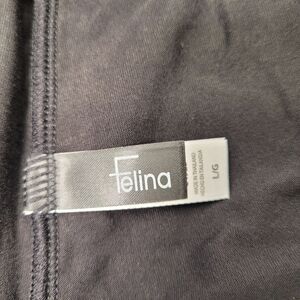 Felina
MADE IN THAILAND
HECHO EN TAILANDIA
L/G